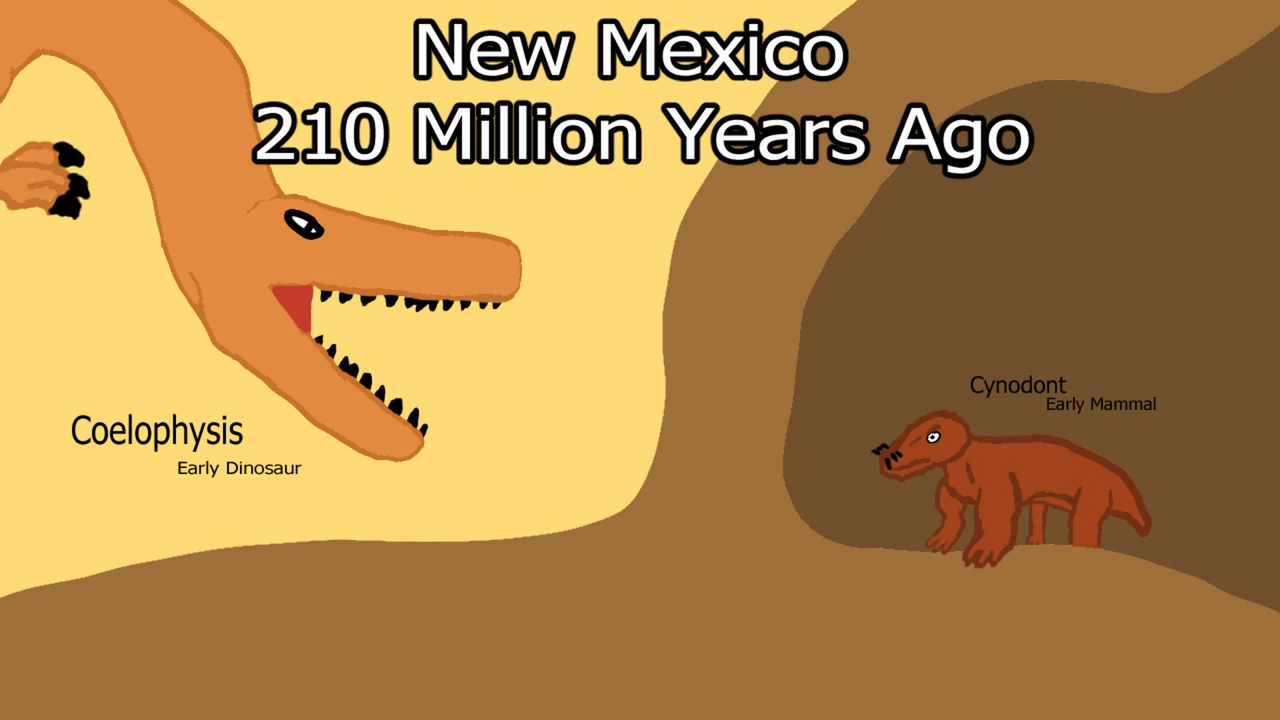 New Mexico
210 Million Years Ago
Coelophysis
Early Dinosaur
Cynodont
Early Mammal